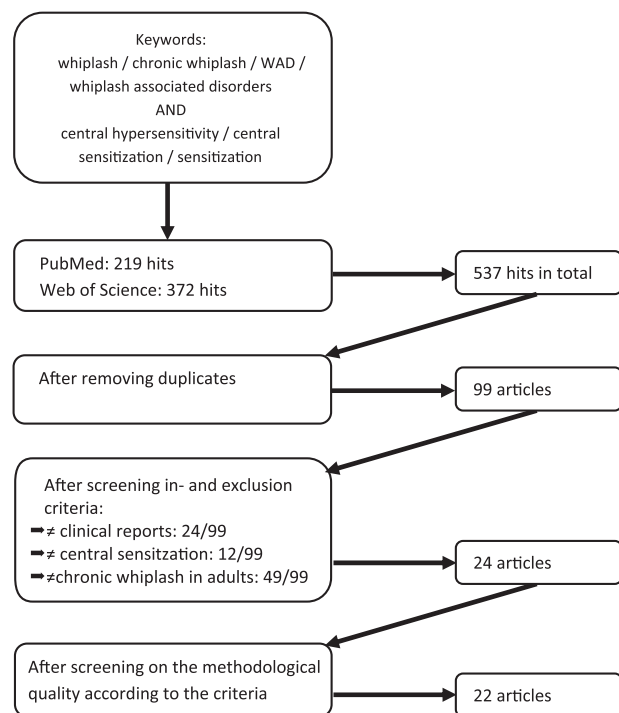 Keywords:
whiplash / chronic whiplash / WAD /
whiplash associated disorders
AND
central hypersensitivity / central
sensitization / sensitization
PubMed: 219 hits
Web of Science: 372 hits
537 hits in total
After removing duplicates
99 articles
After screening in- and exclusion
criteria:
➡≠ clinical reports: 24/99
➡≠ central sensitzation: 12/99
➡≠chronic whiplash in adults: 49/99
24 articles
After screening on the methodological
quality according to the criteria
22 articles